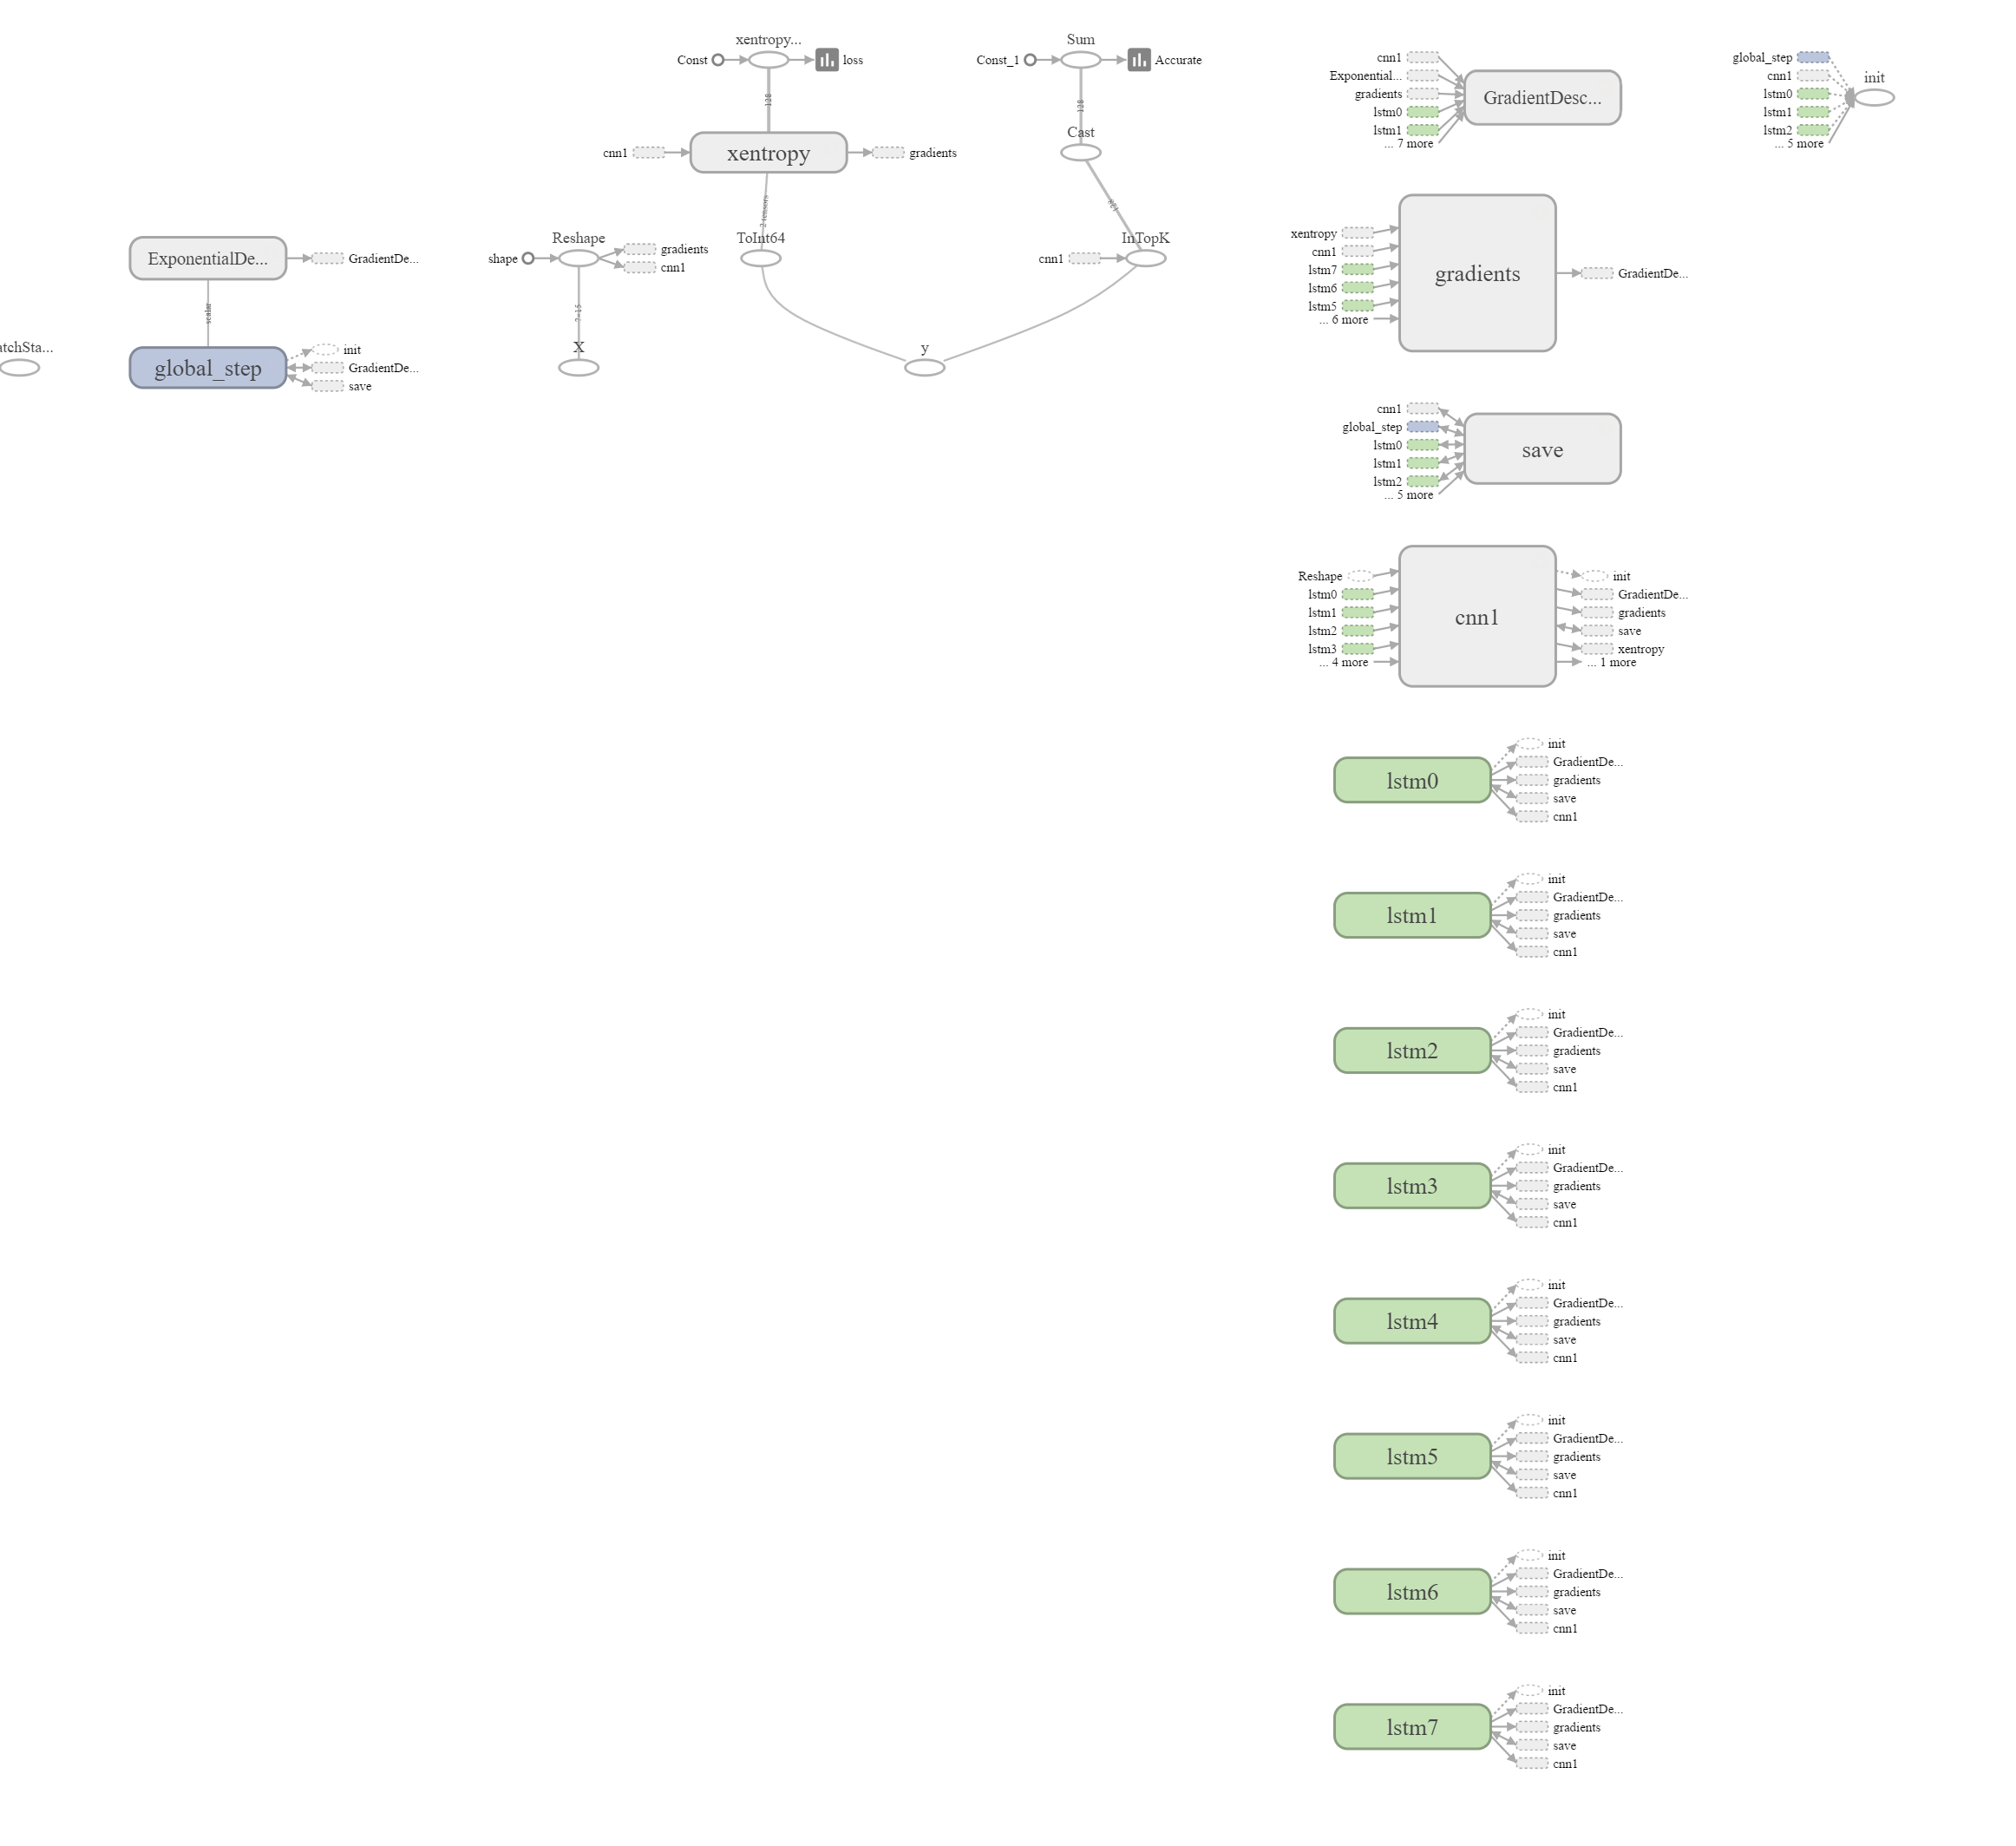 atchSta...
ExponentialDe...
GradientDe...
scalar
global_step
init
GradientDe...
save
xentropy...
Const
loss
128
cnn1
xentropy
gradients
2 tensors
ToInt64
shape
Reshape
gradients
cnn1
?×15
X
y
Sum
Const_1
Accurate
128
Cast
128
cnn1
InTopK
cnn1
Exponential...
gradients
lstm0
lstm1
... 7 more
GradientDesc...
global_step
cnn1
lstm0
lstm1
lstm2
... 5 more
init
xentropy
cnn1
lstm7
lstm6
lstm5
... 6 more
gradients
GradientDe...
cnn1
global_step
lstm0
lstm1
lstm2
... 5 more
save
Reshape
lstm0
lstm1
lstm2
lstm3
... 4 more
cnn1
init
GradientDe...
gradients
save
xentropy
... 1 more
lstm0
init
GradientDe...
gradients
save
cnn1
lstm1
init
GradientDe...
gradients
save
cnn1
lstm2
init
GradientDe...
gradients
save
cnn1
lstm3
init
GradientDe...
gradients
save
cnn1
lstm4
init
GradientDe...
gradients
save
cnn1
lstm5
init
GradientDe...
gradients
save
cnn1
lstm6
init
GradientDe...
gradients
save
cnn1
lstm7
init
GradientDe...
gradients
save
cnn1